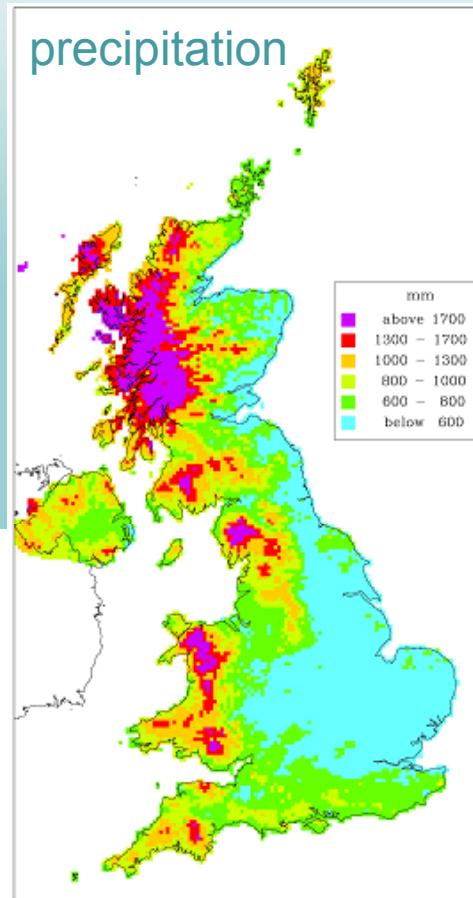 precipitation
mm
above 1700
1300 – 1700
1000 – 1300
800 – 1000
600 – 800
below 600